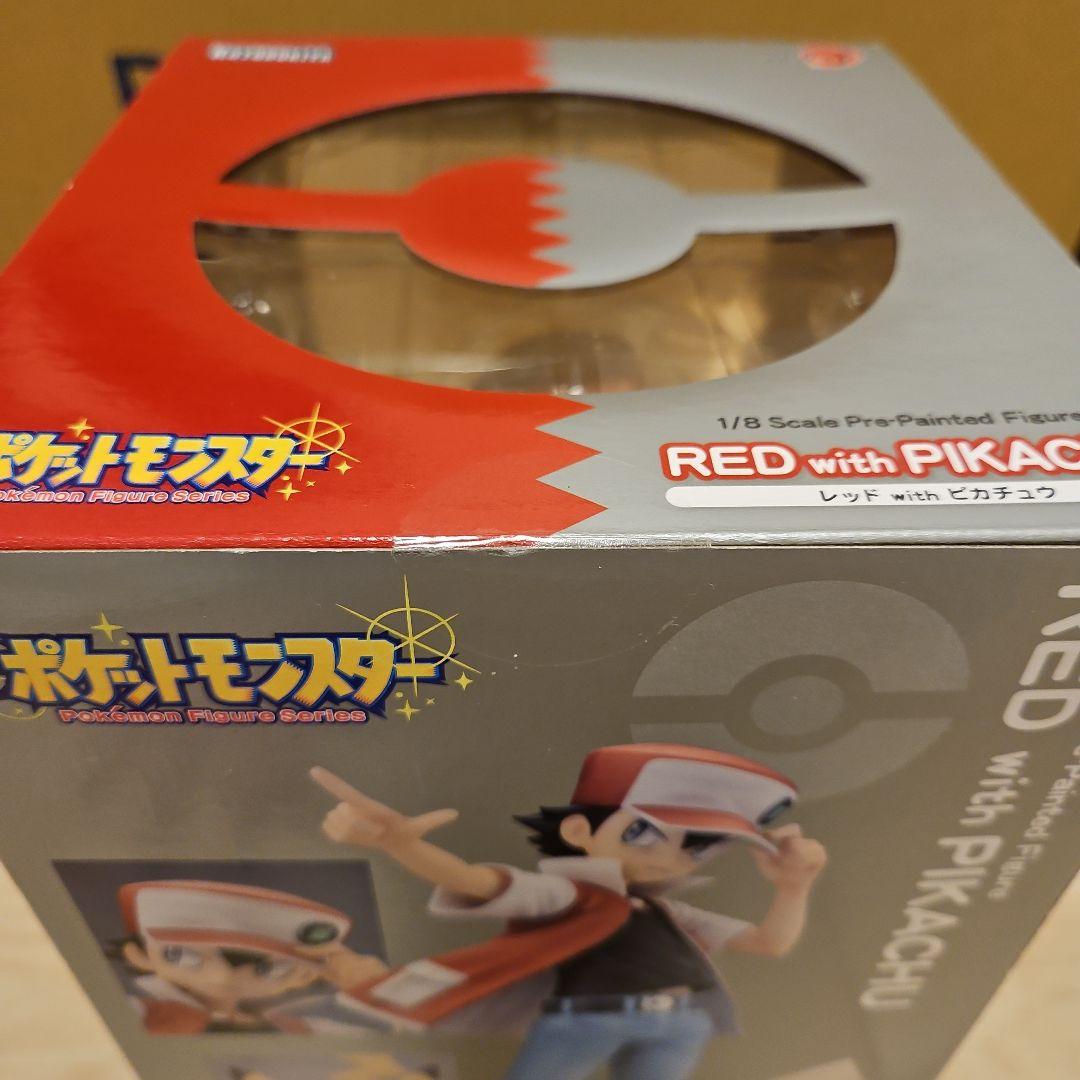 ポケットモンスター
Pokémon Figure Series
1/8 Scale Pre-Painted Figure
RED with PIKAC
レッド with ピカチュウ
ポケットモンスター
Pokémon Figure Series
Painted Figure
RED with PIKACHU